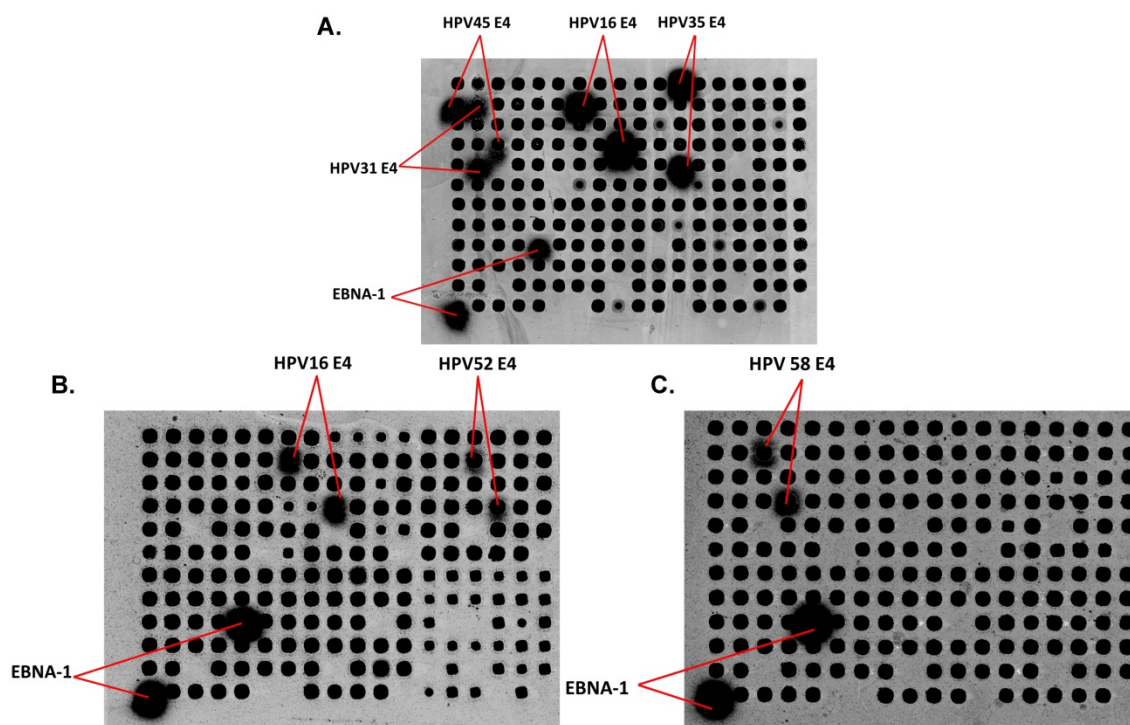 A.
HPV45 E4
HPV16 E4
HPV35 E4
HPV31 E4
EBNA-1
B.
HPV16 E4
HPV52 E4
EBNA-1
C.
HPV 58 E4
EBNA-1